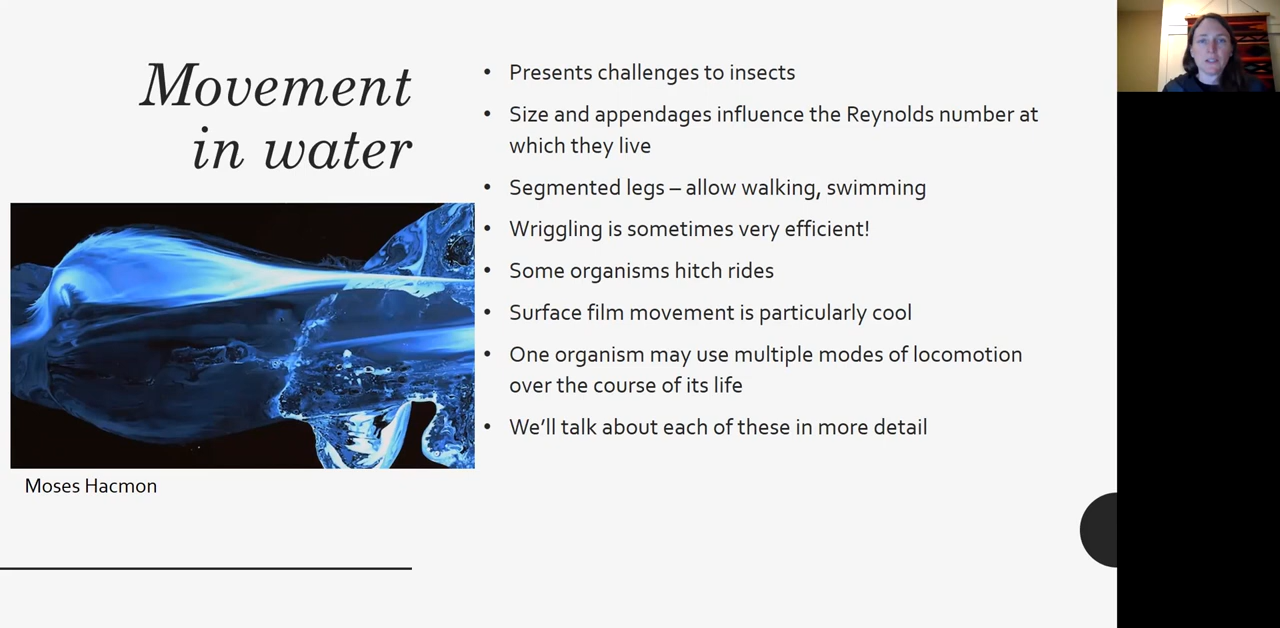 Movement
in water
• Presents challenges to insects
• Size and appendages influence the Reynolds number at
which they live
• Segmented legs – allow walking, swimming
• Wriggling is sometimes very efficient!
• Some organisms hitch rides
• Surface film movement is particularly cool
• One organism may use multiple modes of locomotion
over the course of its life
• We’ll talk about each of these in more detail
Moses Hacmon